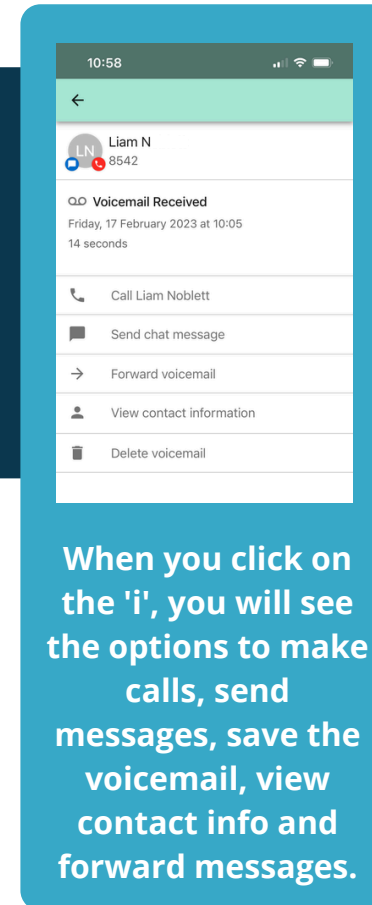 10:58
LN
Liam N
8542
Voicemail Received
Friday, 17 February 2023 at 10:05
14 seconds
Call Liam Noblett
Send chat message
Forward voicemail
View contact information
Delete voicemail
When you click on
the 'i', you will see
the options to make
calls, send
messages, save the
voicemail, view
contact info and
forward messages.